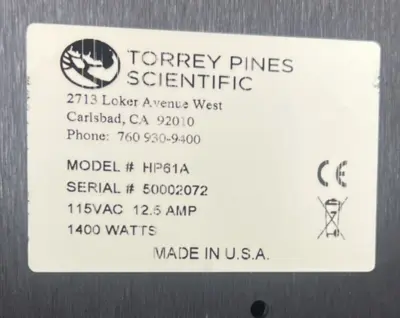 TORREY PINES
SCIENTIFIC
2713 Loker Avenue West
Carlsbad, CA 92010
Phone: 760 930-9400
MODEL # HP61A
SERIAL # 50002072
115VAC 12.5 AMP
1400 WATTS
CE
MADE IN U.S.A.